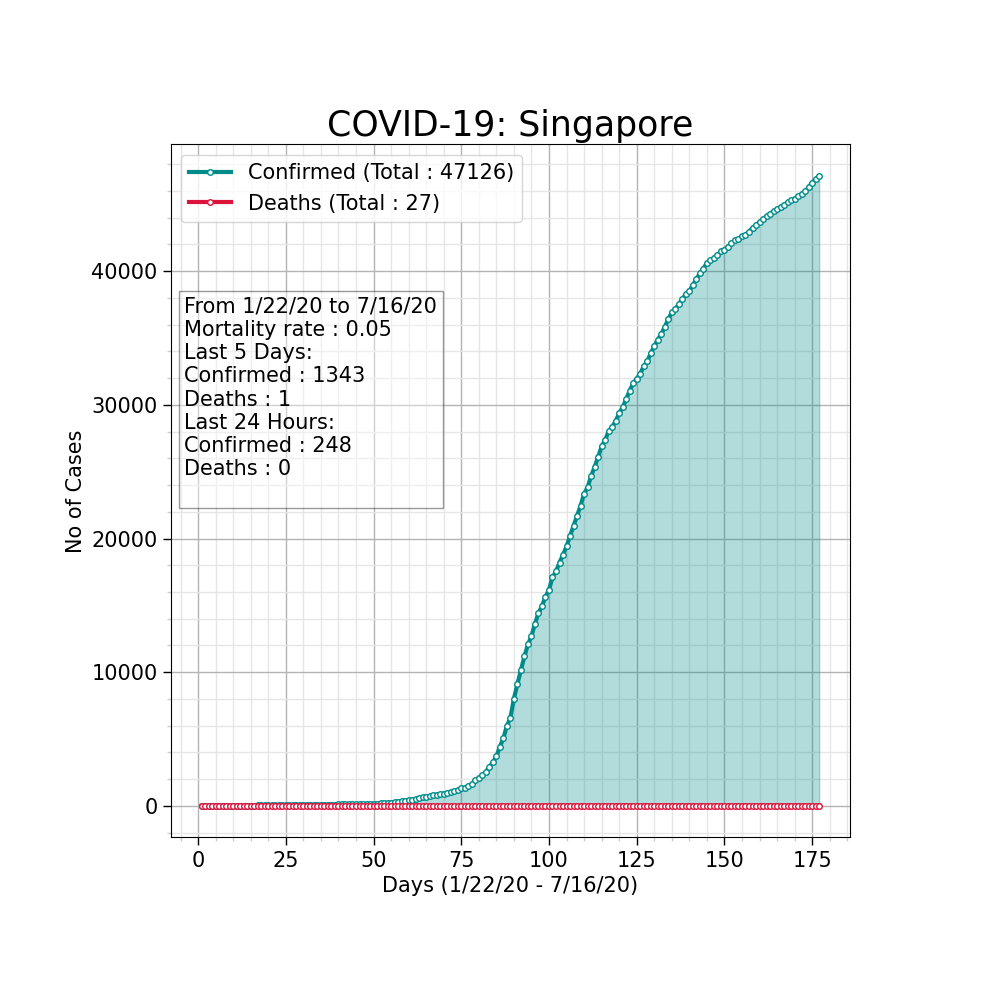 COVID-19: Singapore
Confirmed (Total : 47126)
Deaths (Total : 27)
From 1/22/20 to 7/16/20
Mortality rate : 0.05
Last 5 Days:
Confirmed : 1343
Deaths : 1
Last 24 Hours:
Confirmed : 248
Deaths : 0
No of Cases
40000
30000
20000
10000
0
0 25 50 75 100 125 150 175
Days (1/22/20 - 7/16/20)